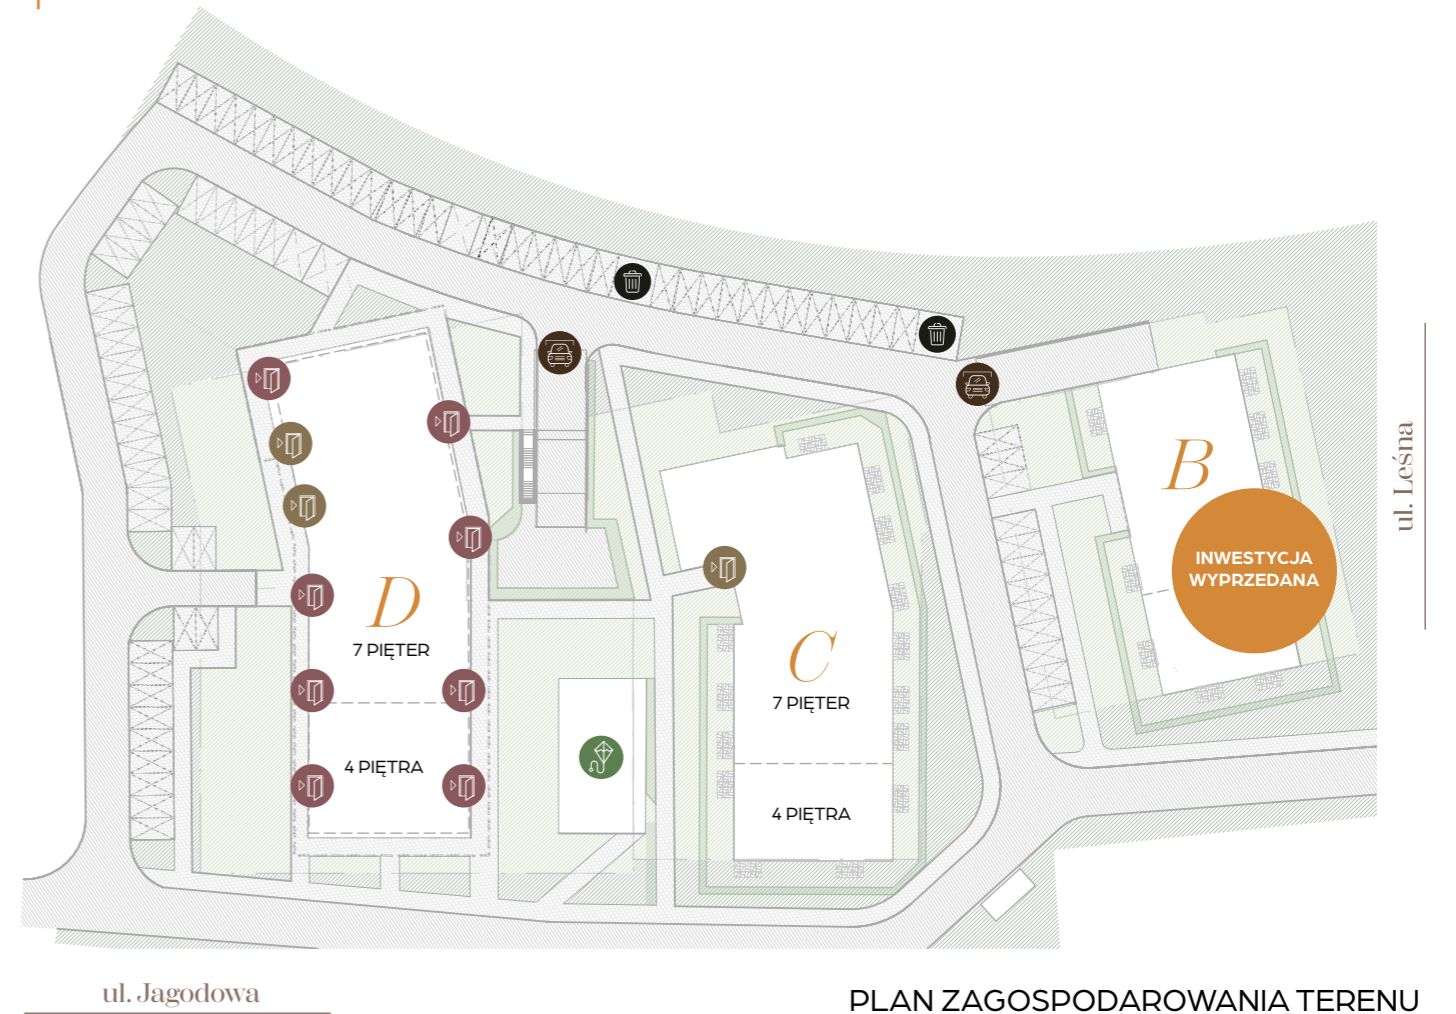 B
INWESTYCJA
WYPRZEDANA
ul. Leśna
D
7 PIĘTER
4 PIĘTRA
C
7 PIĘTER
4 PIĘTRA
ul. Jagodowa
PLAN ZAGOSPODAROWANIA TERENU